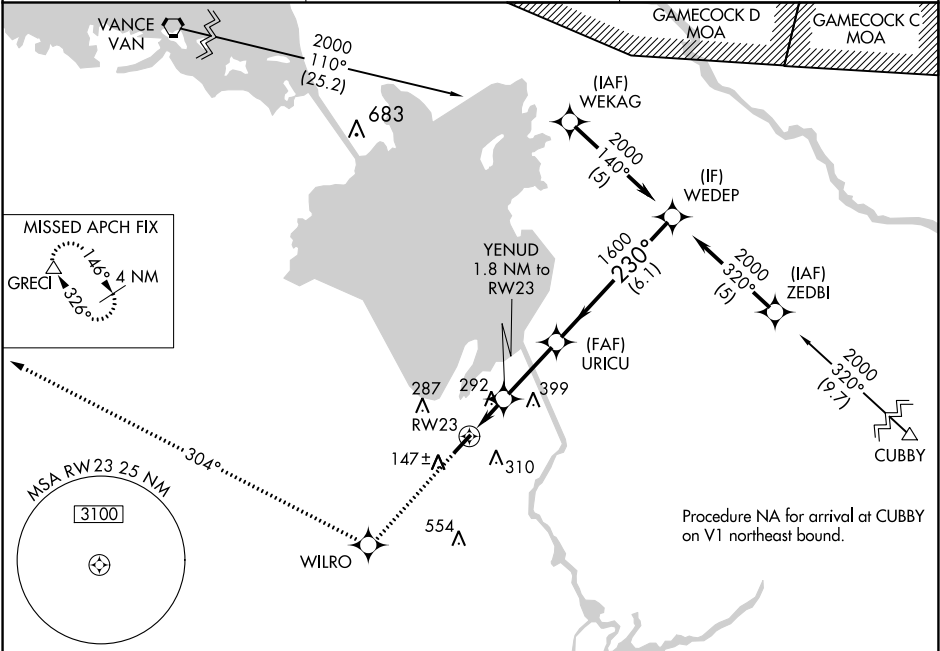 VANCE
VAN
2000
110°
(25.2)
GAMECOCK D
MOA
GAMECOCK C
MOA
683
(IAF)
WEKAG
2000
140°
(5)
(IF)
WEDEP
MISSED APCH FIX
GRECI
146°
4 NM
326°
YENUD
1.8 NM to
RW23
1600
230°
(6.1)
2000
320°
(5)
(IAF)
ZEDBI
(FAF)
URICU
2000
320°
(9.7)
CUBBY
287
292
399
RW23
147±
310
304°
554
WILRO
MSA RW23 25 NM
3100
Procedure NA for arrival at CUBBY
on V1 northeast bound.